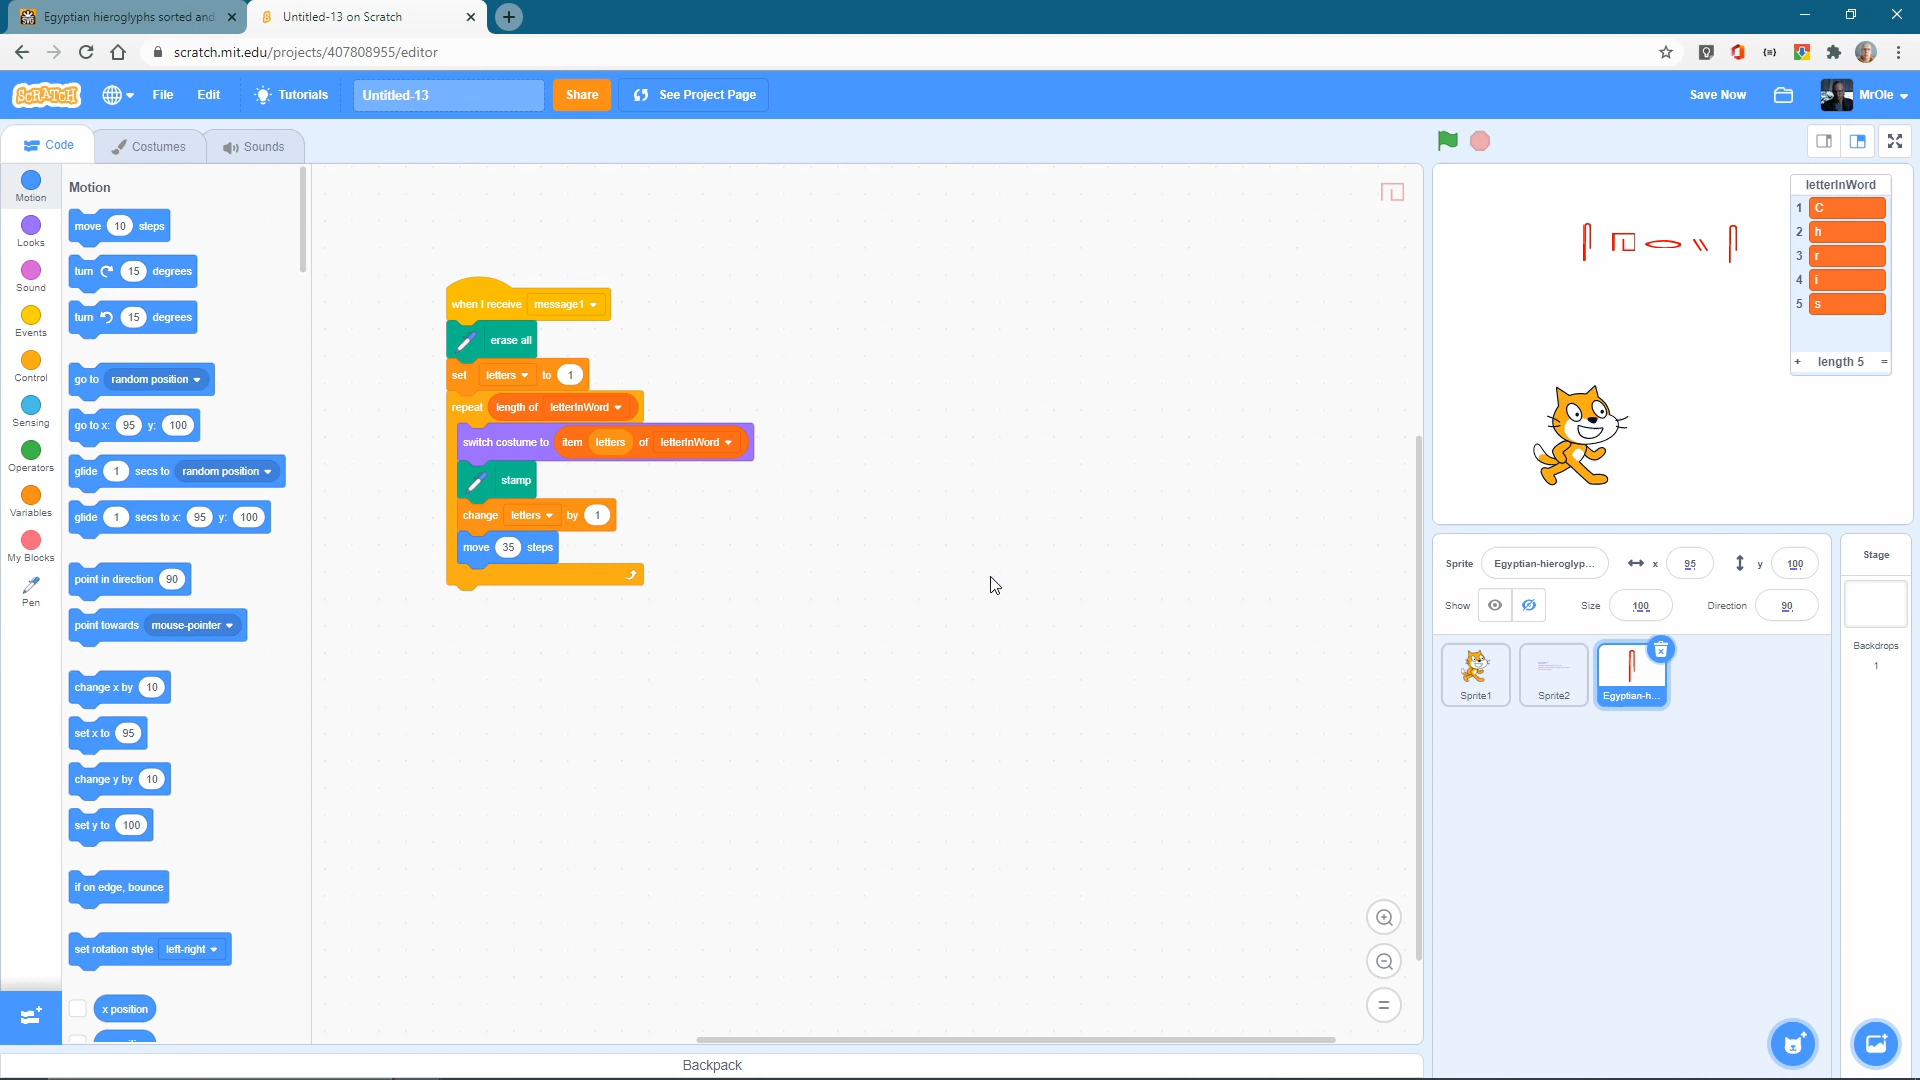 Egyptian hieroglyphs sorted and
Untitled-13 on Scratch
scratch.mit.edu/projects/407808955/editor
SCRATCH
File
Edit
Tutorials
Untitled-13
Share
See Project Page
Save Now
MrOle
Code
Costumes
Sounds
Motion
Looks
Sound
Events
Control
Sensing
Operators
Variables
My Blocks
Pen
Motion
move 10 steps
turn 15 degrees
turn 15 degrees
go to random position
go to x: 95 y: 100
glide 1 secs to random position
glide 1 secs to x: 95 y: 100
point in direction 90
point towards mouse-pointer
change x by 10
set x to 95
change y by 10
set y to 100
if on edge, bounce
set rotation style left-right
x position
when I receive message1
erase all
set letters to 1
repeat length of letterInWord
switch costume to item letters of letterInWord
stamp
change letters by 1
move 35 steps
letterInWord
1 C
2 h
3 r
4 i
5 s
+ length 5 =
Sprite Egyptian-hieroglyp... x 95 y 100
Show Size 100 Direction 90
Sprite1
Sprite2
Egyptian-h...
Stage
Backdrops
1
Backpack